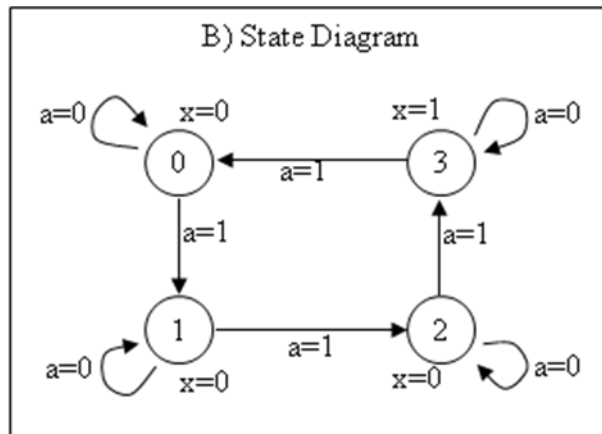 B) State Diagram
a=0 x=0 x=1 a=0
0 3
a=1
a=1 a=1
1 2
a=1
a=0 x=0 x=0 a=0